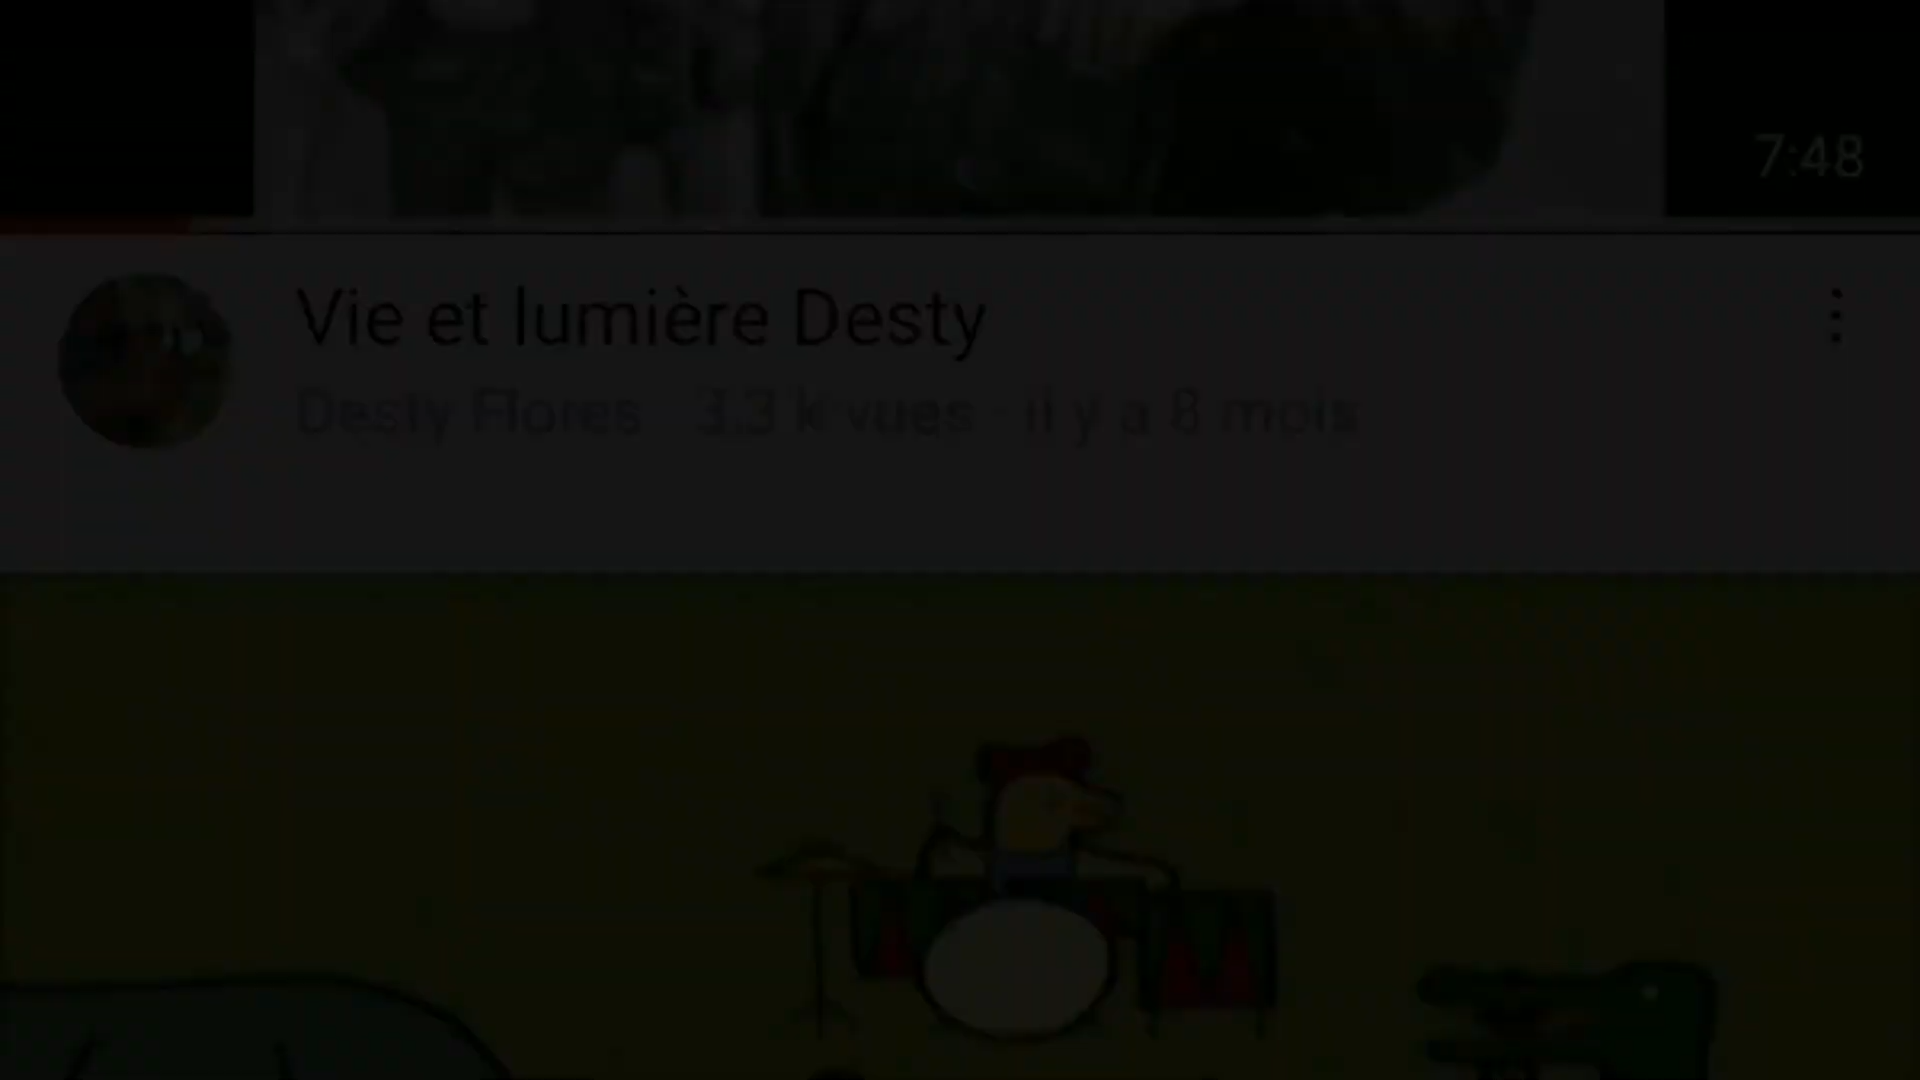 7:48
Vie et lumière Desty
Desty Flores · 3,3 k vues · il y a 8 mois